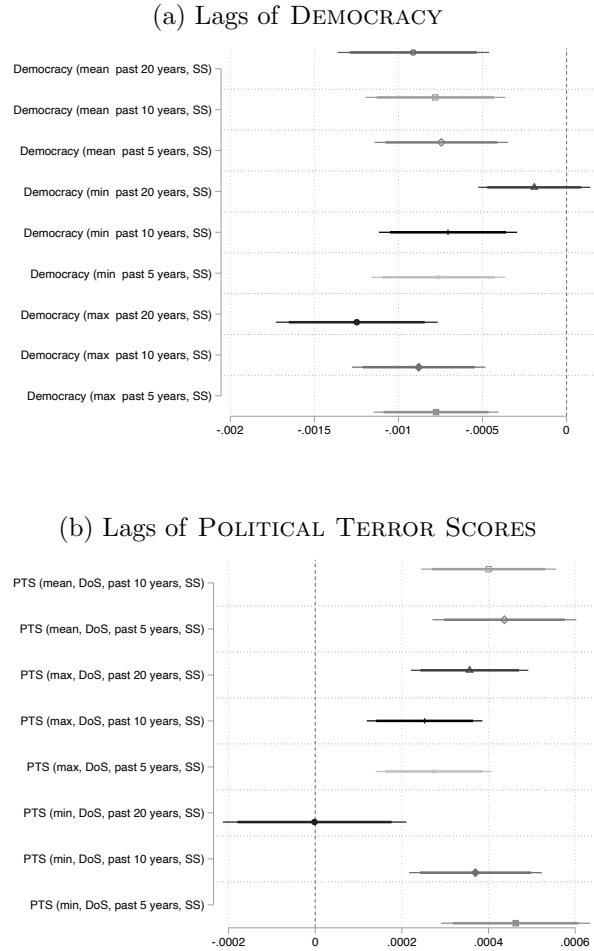 (a) Lags of DEMOCRACY
Democracy (mean  past 20 years, SS)
Democracy (mean  past 10 years, SS)
Democracy (mean  past 5 years, SS)
Democracy (min  past 20 years, SS)
Democracy (min  past 10 years, SS)
Democracy (min  past 5 years, SS)
Democracy (max  past 20 years, SS)
Democracy (max  past 10 years, SS)
Democracy (max  past 5 years, SS)
-.002 -.0015 -.001 -.0005 0
(b) Lags of POLITICAL TERROR SCORES
PTS (mean, DoS, past 10 years, SS)
PTS (mean, DoS, past 5 years, SS)
PTS (max, DoS, past 20 years, SS)
PTS (max, DoS, past 10 years, SS)
PTS (max, DoS, past 5 years, SS)
PTS (min, DoS, past 20 years, SS)
PTS (min, DoS, past 10 years, SS)
PTS (min, DoS, past 5 years, SS)
-.0002 0 .0002 .0004 .0006